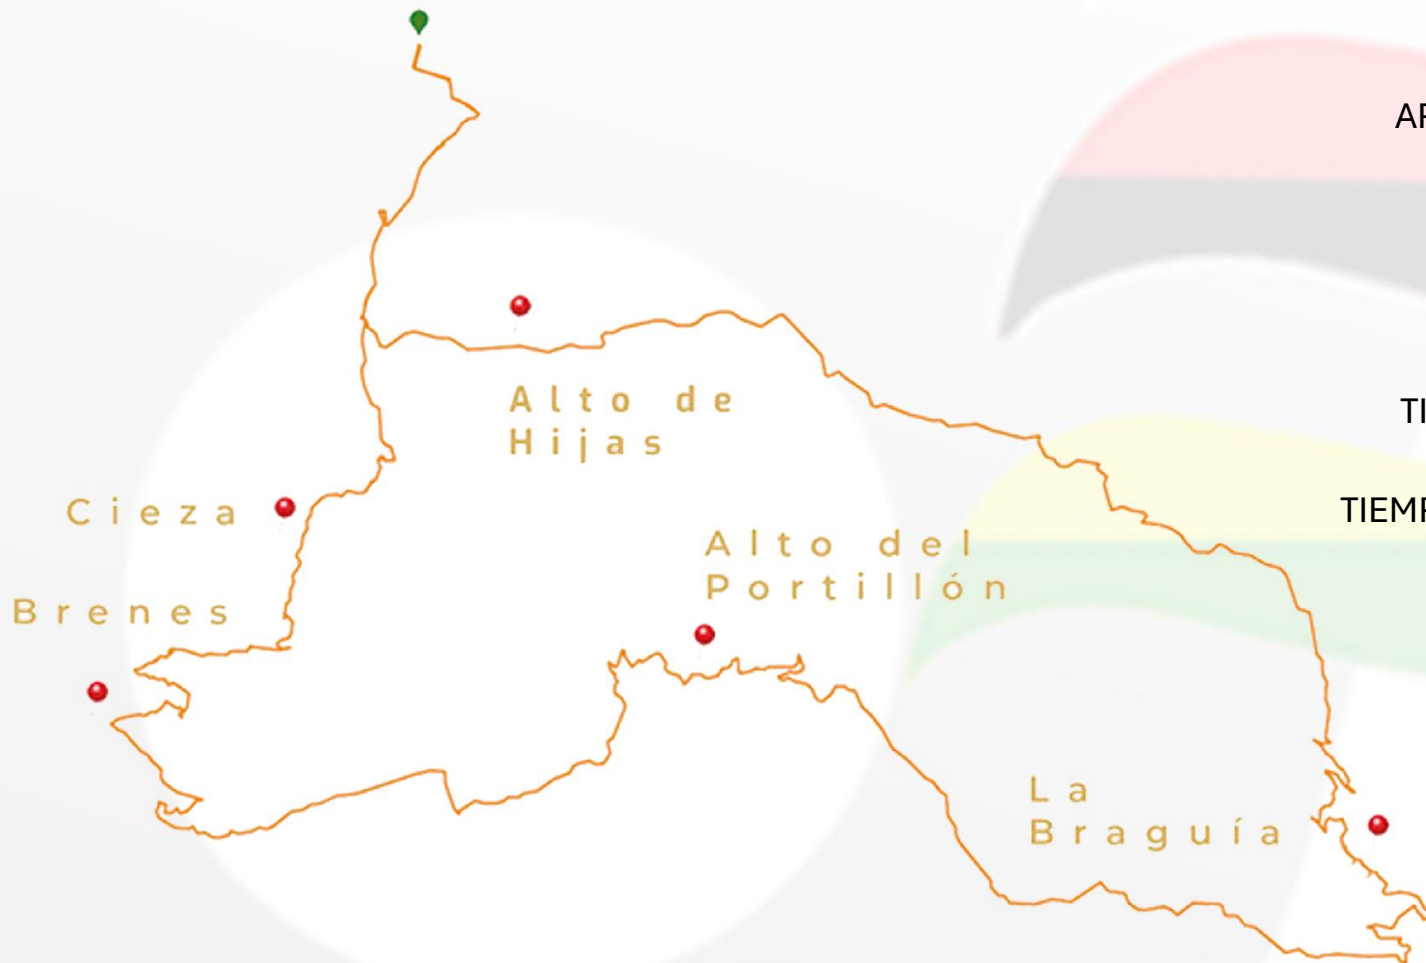 Alto de
Hijas
Cieza
Alto del
Portillón
Brenes
La
Braguía